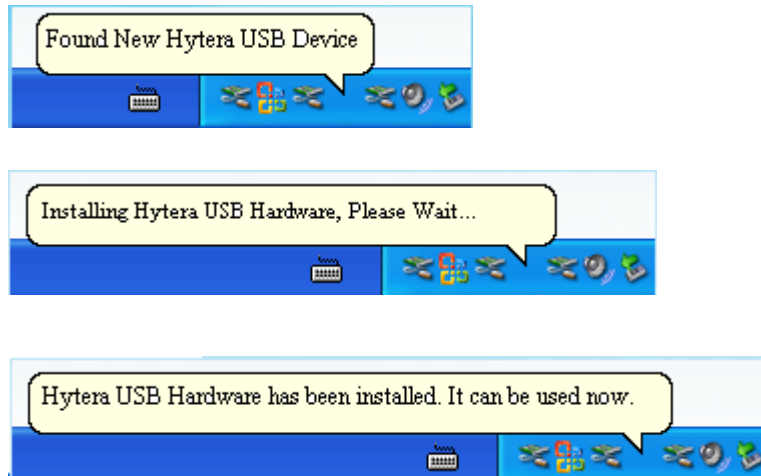 Found New Hytera USB Device
Installing Hytera USB Hardware, Please Wait...
Hytera USB Hardware has been installed. It can be used now.